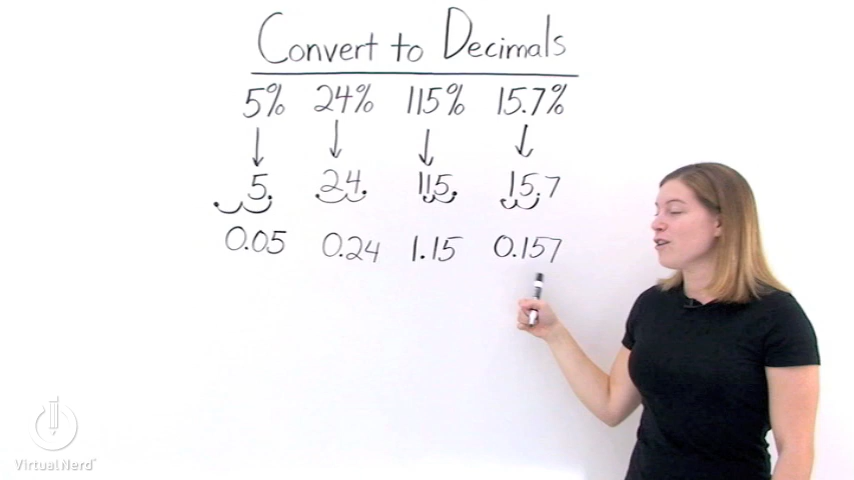 Convert to Decimals
5% 24% 115% 15.7%
5. 24. 115. 15.7
0.05 0.24 1.15 0.157
VirtualNerd™